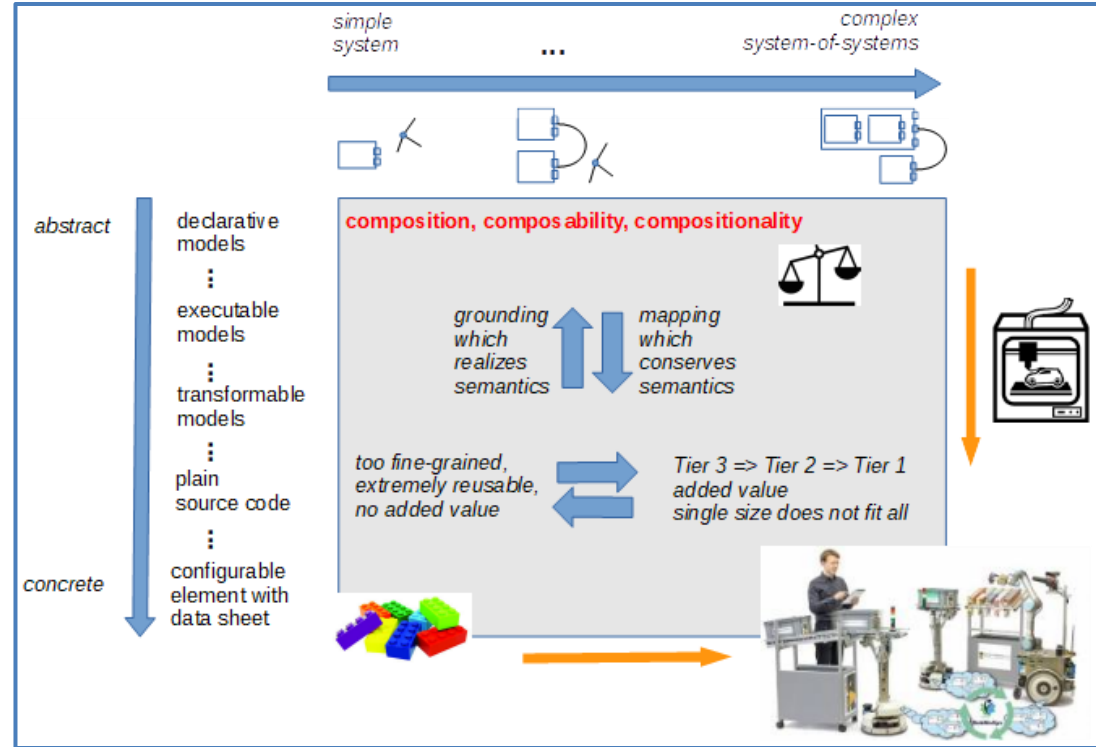 simple
system
...
complex
system-of-systems
abstract
declarative
models
executable
models
transformable
models
plain
source code
concrete
configurable
element with
data sheet
composition, composability, compositionality
grounding
which
realizes
semantics
mapping
which
conserves
semantics
too fine-grained,
extremely reusable,
no added value
Tier 3 => Tier 2 => Tier 1
added value
single size does not fit all